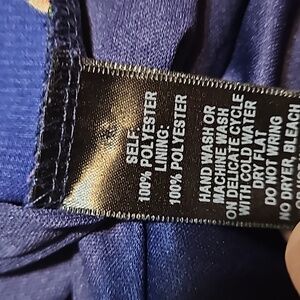 SELF:
100% POLYESTER
LINING:
100% POLYESTER
HAND WASH OR
MACHINE WASH
ON DELICATE CYCLE
WITH COLD WATER
DRY FLAT
DO NOT WRING
NO DRYER, BLEACH